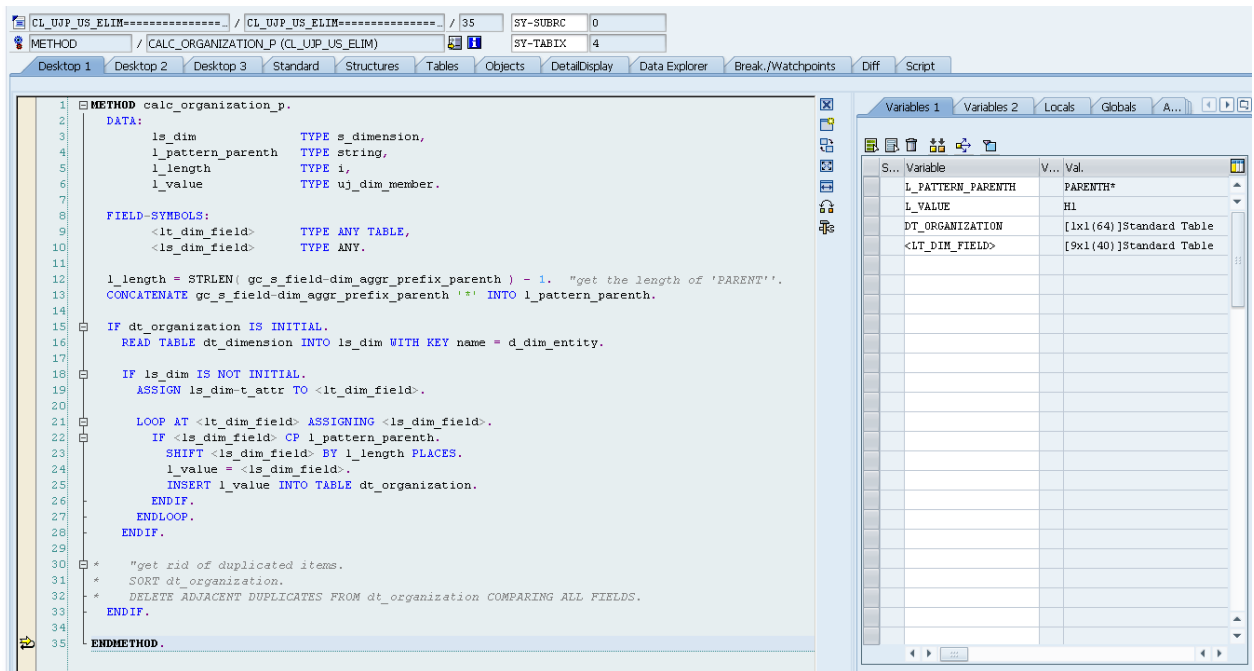 CL_UJP_US_ELIM===============… / CL_UJP_US_ELIM===============… / 35 SY-SUBRC 0
METHOD / CALC_ORGANIZATION_P (CL_UJP_US_ELIM) SY-TABIX 4
Desktop 1 Desktop 2 Desktop 3 Standard Structures Tables Objects DetailDisplay Data Explorer Break./Watchpoints Diff Script
1 METHOD calc_organization_p.
2 DATA:
3 ls_dim TYPE s_dimension,
4 l_pattern_parenth TYPE string,
5 l_length TYPE i,
6 l_value TYPE uj_dim_member.
7
8 FIELD-SYMBOLS:
9 <lt_dim_field> TYPE ANY TABLE,
10 <ls_dim_field> TYPE ANY.
11
12 l_length = STRLEN( gc_s_field-dim_aggr_prefix_parenth ) - 1. "get the length of 'PARENT''.
13 CONCATENATE gc_s_field-dim_aggr_prefix_parenth '*' INTO l_pattern_parenth.
14
15 IF dt_organization IS INITIAL.
16 READ TABLE dt_dimension INTO ls_dim WITH KEY name = d_dim_entity.
17
18 IF ls_dim IS NOT INITIAL.
19 ASSIGN ls_dim-t_attr TO <lt_dim_field>.
20
21 LOOP AT <lt_dim_field> ASSIGNING <ls_dim_field>.
22 IF <ls_dim_field> CP l_pattern_parenth.
23 SHIFT <ls_dim_field> BY l_length PLACES.
24 l_value = <ls_dim_field>.
25 INSERT l_value INTO TABLE dt_organization.
26 ENDIF.
27 ENDLOOP.
28 ENDIF.
29
30 * "get rid of duplicated items.
31 * SORT dt_organization.
32 * DELETE ADJACENT DUPLICATES FROM dt_organization COMPARING ALL FIELDS.
33 ENDIF.
34
35 ENDMETHOD.
Variables 1 Variables 2 Locals Globals A...
S... Variable V... Val.
L_PATTERN_PARENTH PARENTH*
L_VALUE H1
DT_ORGANIZATION [1x1(64)]Standard Table
<LT_DIM_FIELD> [9x1(40)]Standard Table